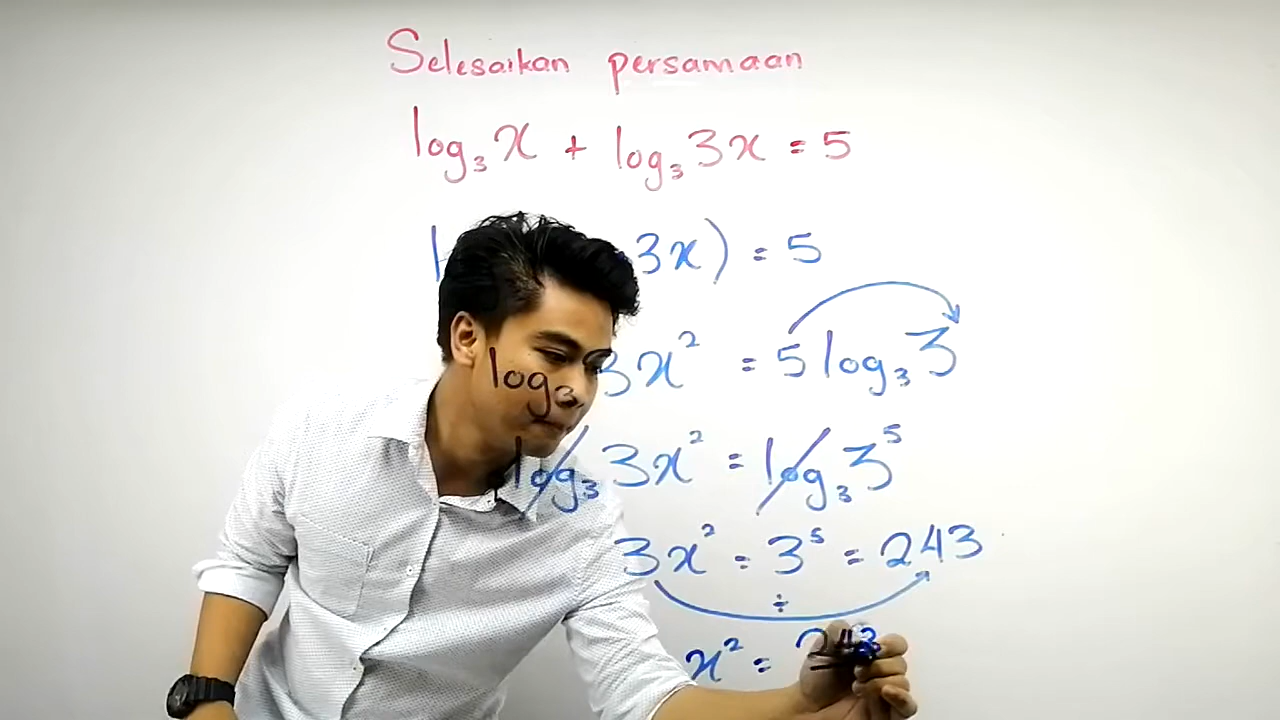 Selesaikan persamaan
log₃ x + log₃ 3x = 5
3x) = 5
log₃ 3x² = 5 log₃ 3
log₃ 3x² = log₃ 3⁵
3x² = 3⁵ = 243
÷
x² = 243